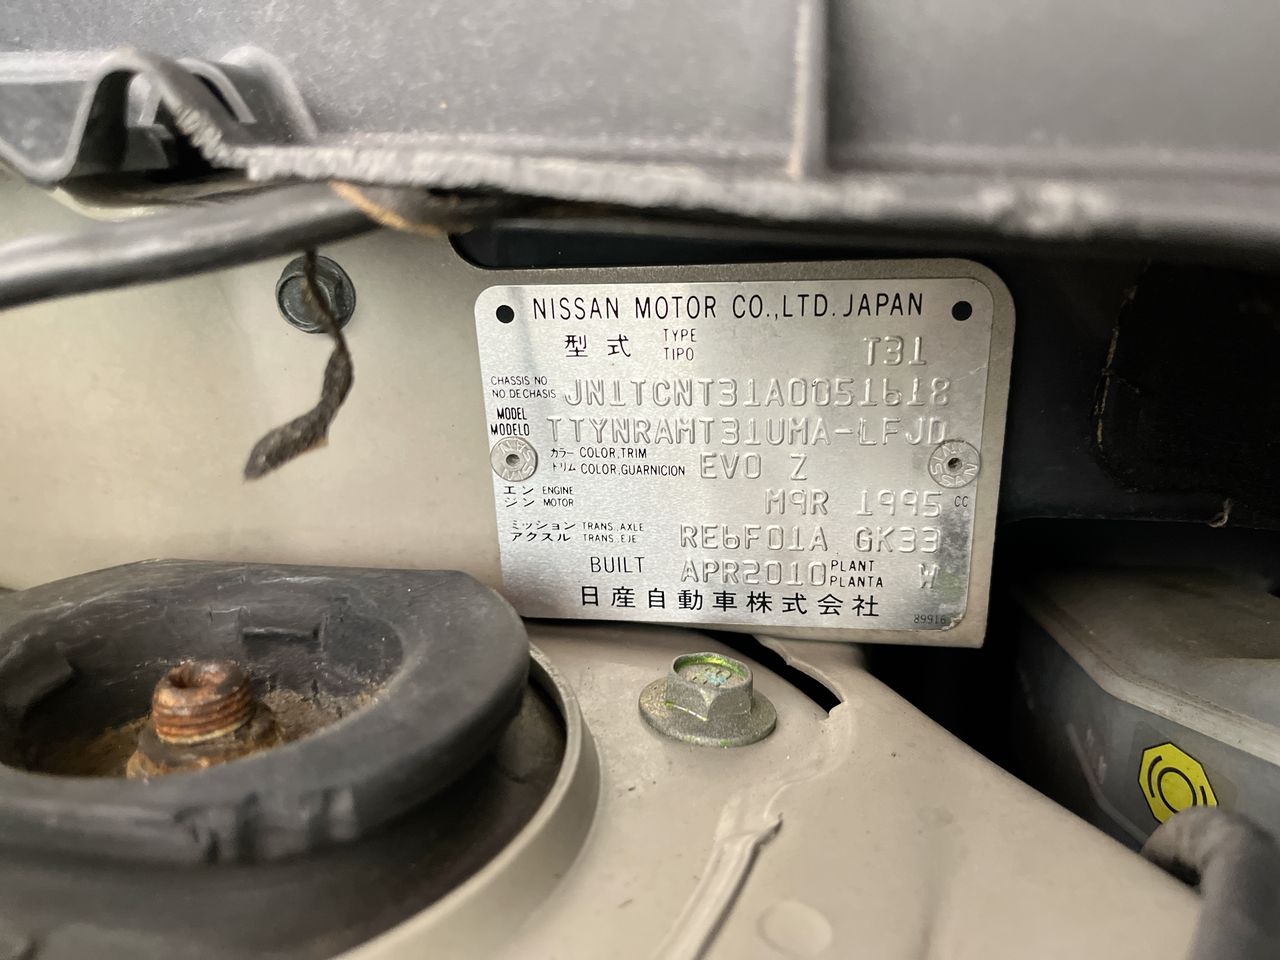 NISSAN MOTOR CO.,LTD. JAPAN
型式 TYPE TIPO T31
CHASSIS NO. NO.DE CHASIS JN1TCNT31A0051618
MODEL MODELO TTYNRAMT31UMA-LFJD
カラー トリム COLOR,TRIM COLOR,GUARNICION EV0 Z
エンジン ENGINE MOTOR M9R 1995 CC
ミッション アクスル TRANS.,AXLE TRANS.,EJE RE6F01A GK33
BUILT APR2010 PLANT PLANTA W
日産自動車株式会社
89916